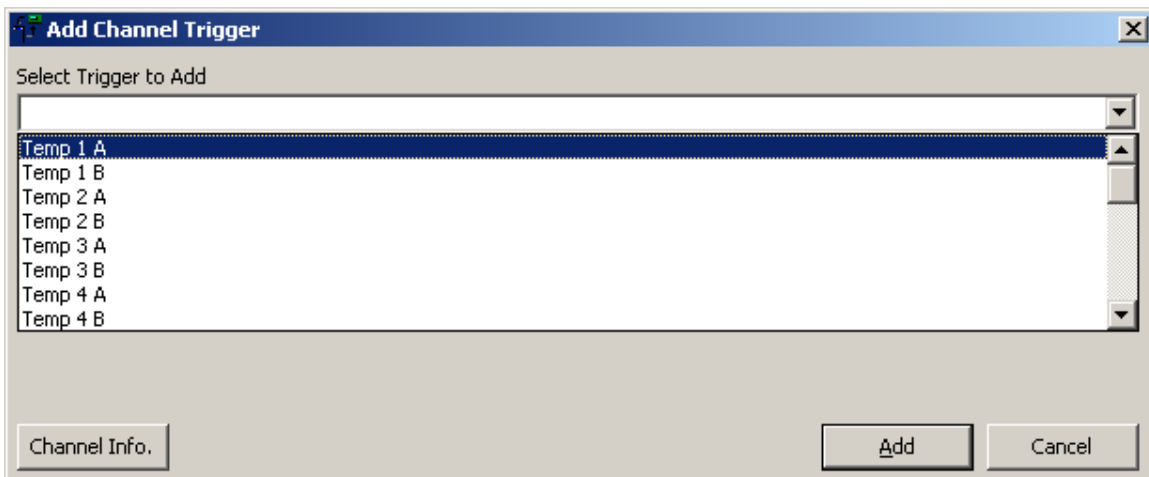 Add Channel Trigger
Select Trigger to Add
Temp 1 A
Temp 1 B
Temp 2 A
Temp 2 B
Temp 3 A
Temp 3 B
Temp 4 A
Temp 4 B
Channel Info. Add Cancel